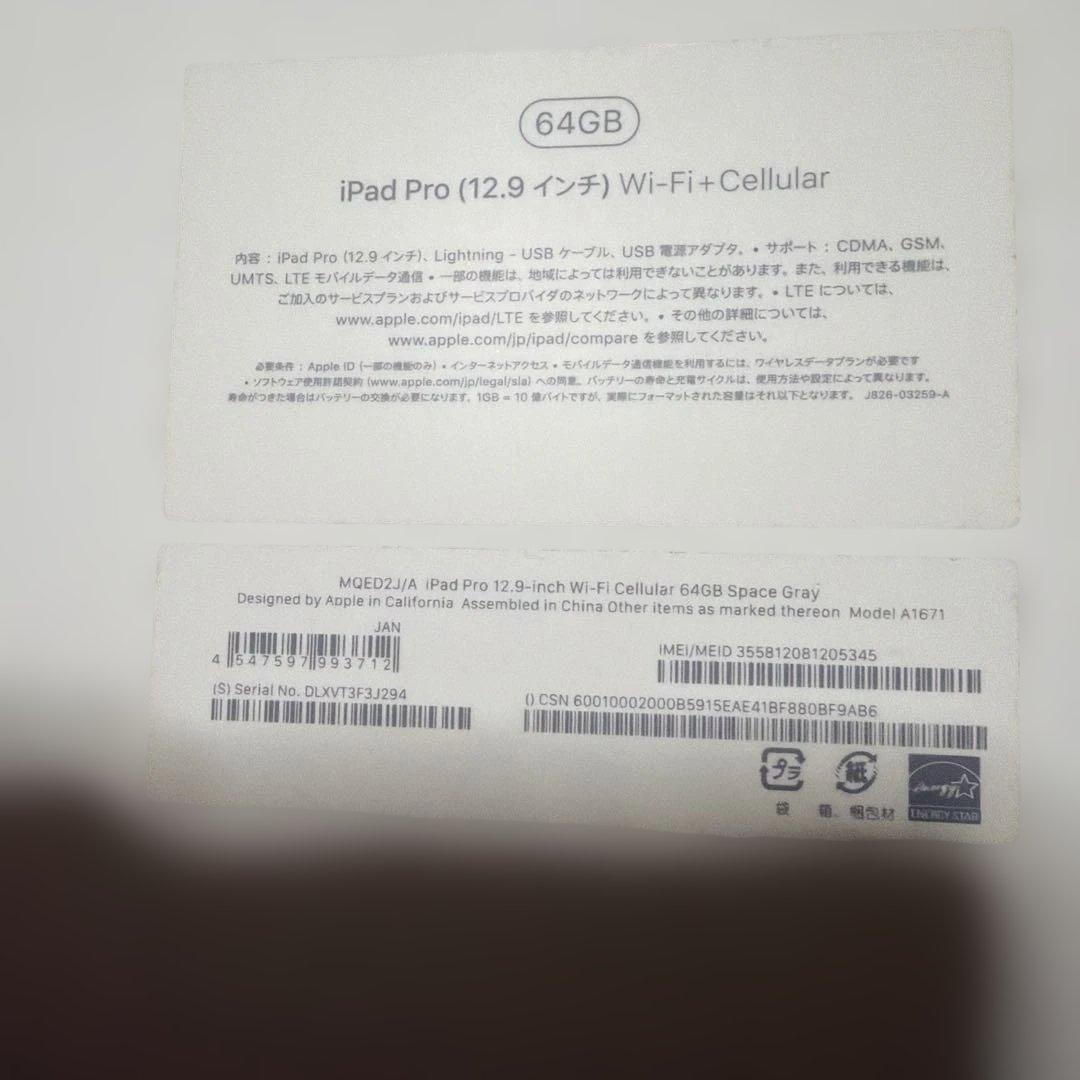 64GB
iPad Pro (12.9 インチ) Wi-Fi + Cellular
内容 : iPad Pro (12.9 インチ)、Lightning - USB ケーブル、USB 電源アダプタ。 • サポート : CDMA、GSM、
UMTS、LTE モバイルデータ通信 • 一部の機能は、地域によっては利用できないことがあります。また、利用できる機能は、
ご加入のサービスプランおよびサービスプロバイダのネットワークによって異なります。 • LTE については、
www.apple.com/ipad/LTE を参照してください。 • その他の詳細については、
www.apple.com/jp/ipad/compare を参照してください。
必要条件 : Apple ID (一部の機能のみ) • インターネットアクセス • モバイルデータ通信機能を利用するには、ワイヤレスデータプランが必要です
• ソフトウェア使用許諾契約 (www.apple.com/jp/legal/sla) への同意。バッテリーの寿命と充電サイクルは、使用方法や設定によって異なります。
寿命がつきた場合はバッテリーの交換が必要になります。1GB = 10 億バイトですが、実際にフォーマットされた容量はそれ以下となります。 J826-03259-A
MQED2J/A iPad Pro 12.9-inch Wi-Fi Cellular 64GB Space Gray
Designed by Apple in California Assembled in China Other items as marked thereon Model A1671
JAN
4 547597 993712
IMEI/MEID 355812081205345
(S) Serial No. DLXVT3F3J294
() CSN 60010002000B5915EAE41BF880BF9AB6
プラ
紙
energy
ENERGY STAR
袋
箱、梱包材